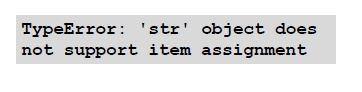 TypeError: 'str' object does
not support item assignment